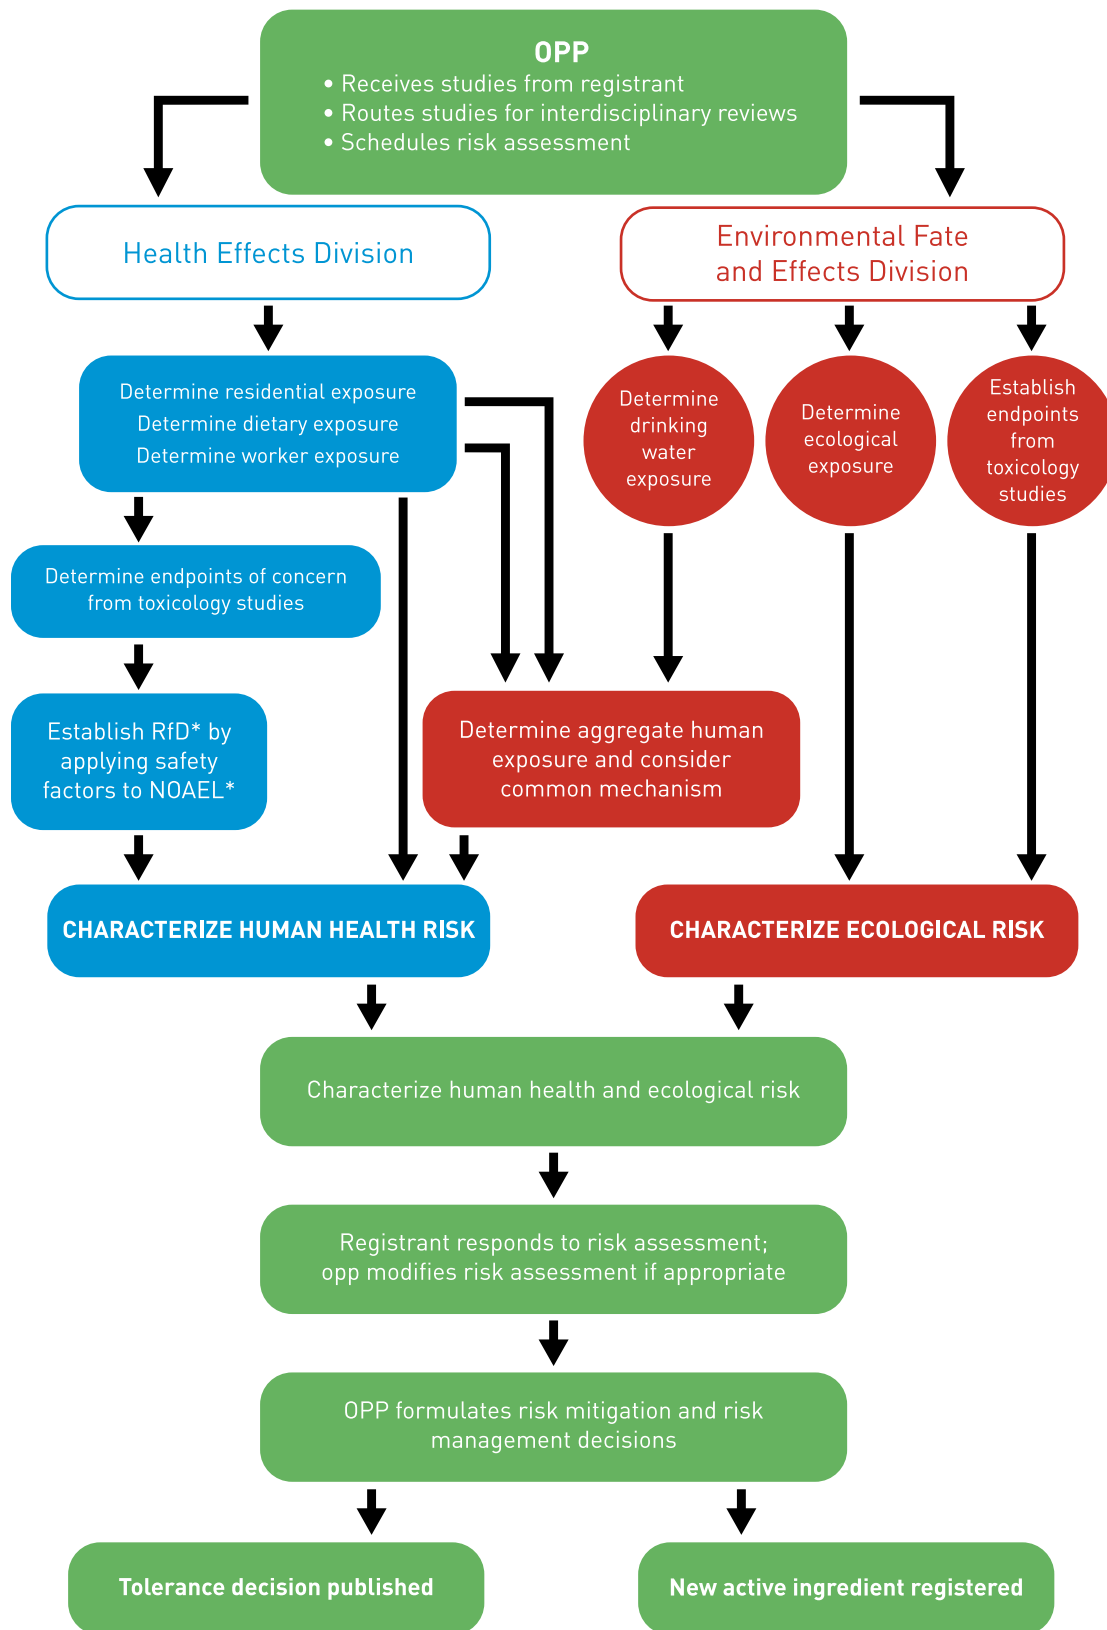 OPP
• Receives studies from registrant
• Routes studies for interdisciplinary reviews
• Schedules risk assessment
Health Effects Division
Environmental Fate
and Effects Division
Determine residential exposure
Determine dietary exposure
Determine worker exposure
Determine
drinking
water
exposure
Determine
ecological
exposure
Establish
endpoints
from
toxicology
studies
Determine endpoints of concern
from toxicology studies
Establish RfD* by
applying safety
factors to NOAEL*
Determine aggregate human
exposure and consider
common mechanism
CHARACTERIZE HUMAN HEALTH RISK
CHARACTERIZE ECOLOGICAL RISK
Characterize human health and ecological risk
Registrant responds to risk assessment;
opp modifies risk assessment if appropriate
OPP formulates risk mitigation and risk
management decisions
Tolerance decision published
New active ingredient registered